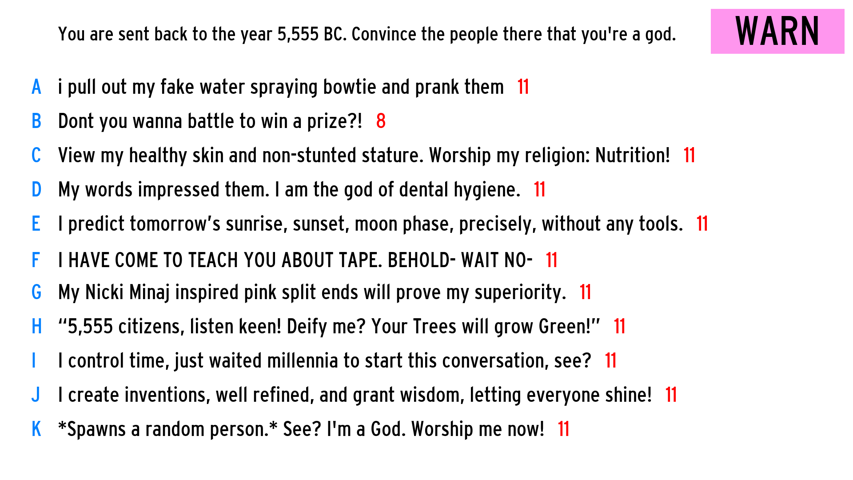 You are sent back to the year 5,555 BC. Convince the people there that you're a god.
WARN
A i pull out my fake water spraying bowtie and prank them 11
B Dont you wanna battle to win a prize?! 8
C View my healthy skin and non-stunted stature. Worship my religion: Nutrition! 11
D My words impressed them. I am the god of dental hygiene. 11
E I predict tomorrow’s sunrise, sunset, moon phase, precisely, without any tools. 11
F I HAVE COME TO TEACH YOU ABOUT TAPE. BEHOLD- WAIT NO- 11
G My Nicki Minaj inspired pink split ends will prove my superiority. 11
H “5,555 citizens, listen keen! Deify me? Your Trees will grow Green!” 11
I I control time, just waited millennia to start this conversation, see? 11
J I create inventions, well refined, and grant wisdom, letting everyone shine! 11
K *Spawns a random person.* See? I'm a God. Worship me now! 11